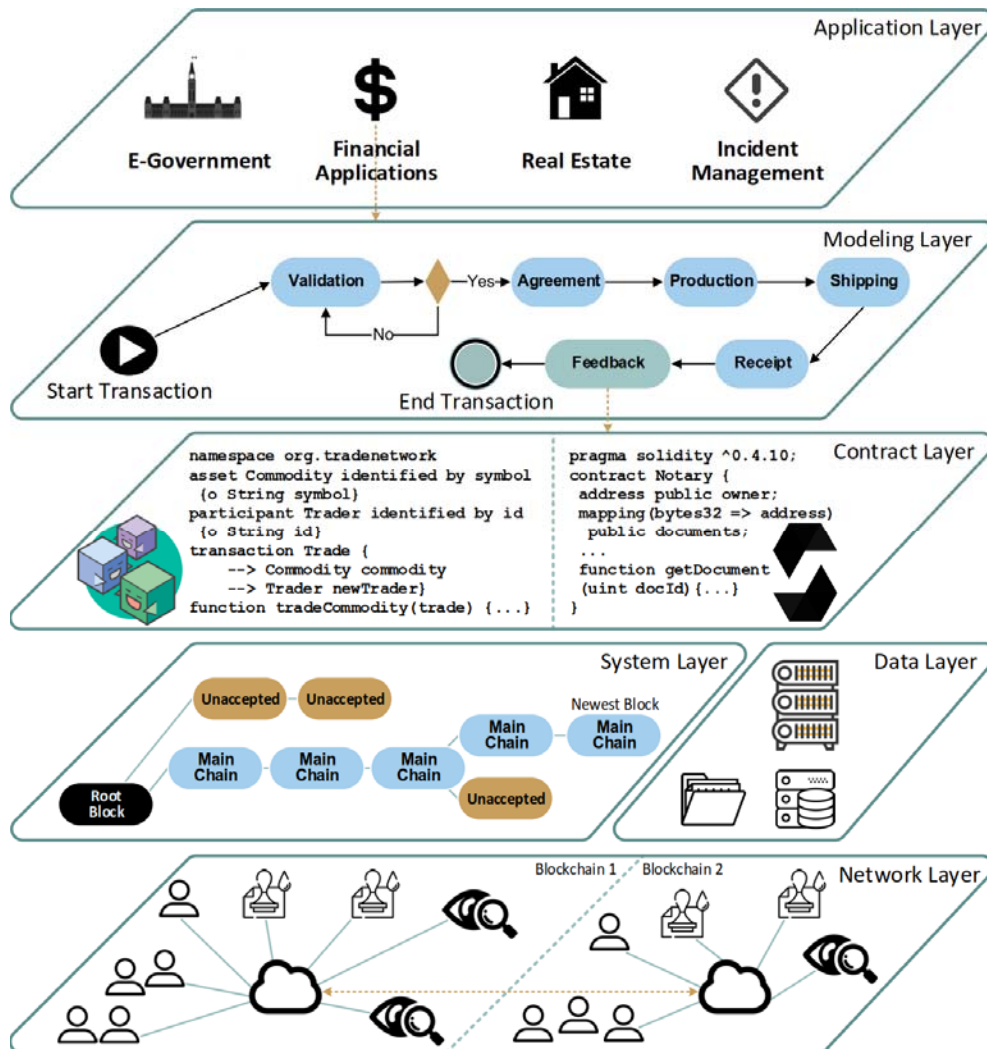 Application Layer
E-Government
Financial
Applications
Real Estate
Incident
Management
Modeling Layer
Validation
Yes
Agreement
Production
Shipping
No
Start Transaction
End Transaction
Feedback
Receipt
Contract Layer
namespace org.tradenetwork
asset Commodity identified by symbol
{o String symbol}
participant Trader identified by id
{o String id}
transaction Trade {
--> Commodity commodity
--> Trader newTrader}
function tradeCommodity(trade) {...}
pragma solidity ^0.4.10;
contract Notary {
address public owner;
mapping(bytes32 => address)
public documents;
...
function getDocument
(uint docId){...}
}
System Layer
Unaccepted
Unaccepted
Newest Block
Main
Chain
Main
Chain
Main
Chain
Main
Chain
Main
Chain
Unaccepted
Root
Block
Data Layer
Blockchain 1
Blockchain 2
Network Layer